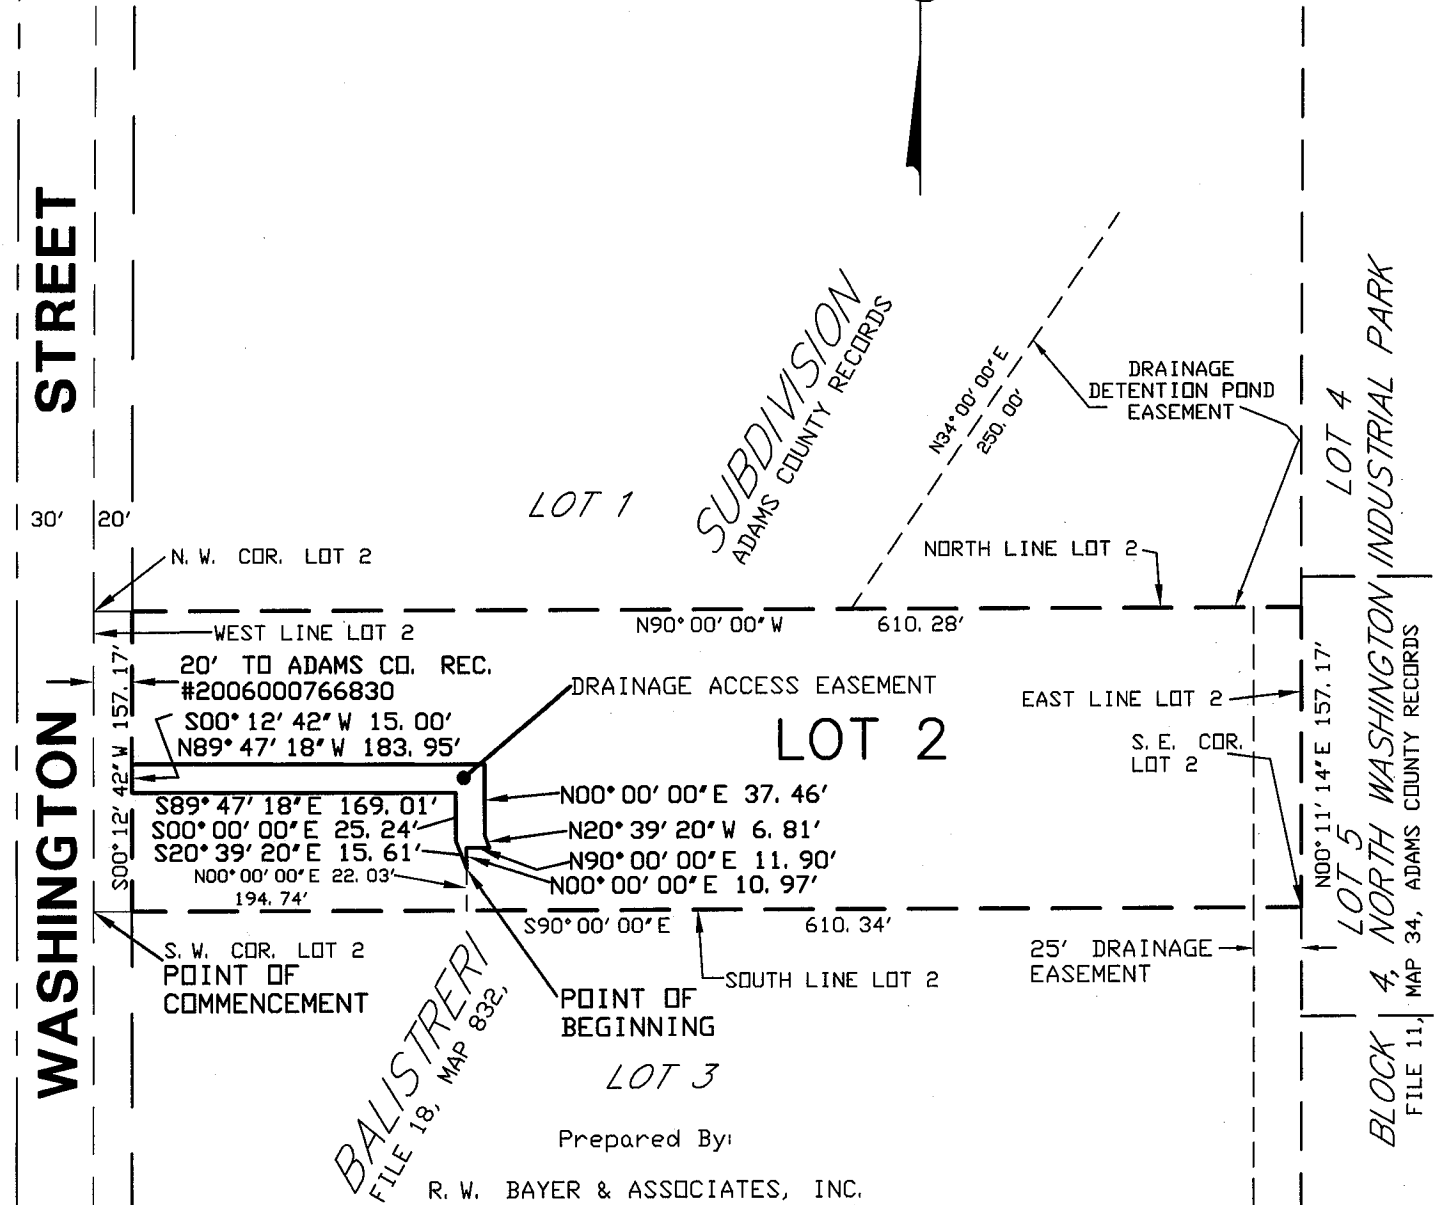 WASHINGTON STREET
30'
20'
LOT 1
SUBDIVISION
ADAMS COUNTY RECORDS
N34°00'00"E
250.00'
DRAINAGE
DETENTION POND
EASEMENT
LOT 4
N. W. COR. LOT 2
NORTH LINE LOT 2
WEST LINE LOT 2
N90°00'00"W 610.28'
20' TO ADAMS CO. REC.
#2006000766830
S00°12'42"W 157.17'
S00°12'42"W 15.00'
N89°47'18"W 183.95'
DRAINAGE ACCESS EASEMENT
LOT 2
EAST LINE LOT 2
S. E. COR.
LOT 2
N00°11'14"E 157.17'
S89°47'18"E 169.01'
S00°00'00"E 25.24'
S20°39'20"E 15.61'
N00°00'00"E 22.03'
194.74'
N00°00'00"E 37.46'
N20°39'20"W 6.81'
N90°00'00"E 11.90'
N00°00'00"E 10.97'
S90°00'00"E 610.34'
S. W. COR. LOT 2
POINT OF
COMMENCEMENT
SOUTH LINE LOT 2
25' DRAINAGE
EASEMENT
POINT OF
BEGINNING
LOT 5
BLOCK 4, NORTH WASHINGTON INDUSTRIAL PARK
FILE 11, MAP 34, ADAMS COUNTY RECORDS
BALISTRERI
FILE 18, MAP 832,
LOT 3
Prepared By:
R. W. BAYER & ASSOCIATES, INC.